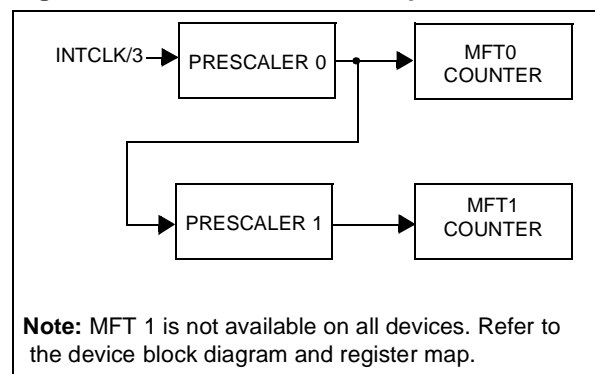 INTCLK/3
PRESCALER 0
MFT0
COUNTER
PRESCALER 1
MFT1
COUNTER
Note: MFT 1 is not available on all devices. Refer to
the device block diagram and register map.